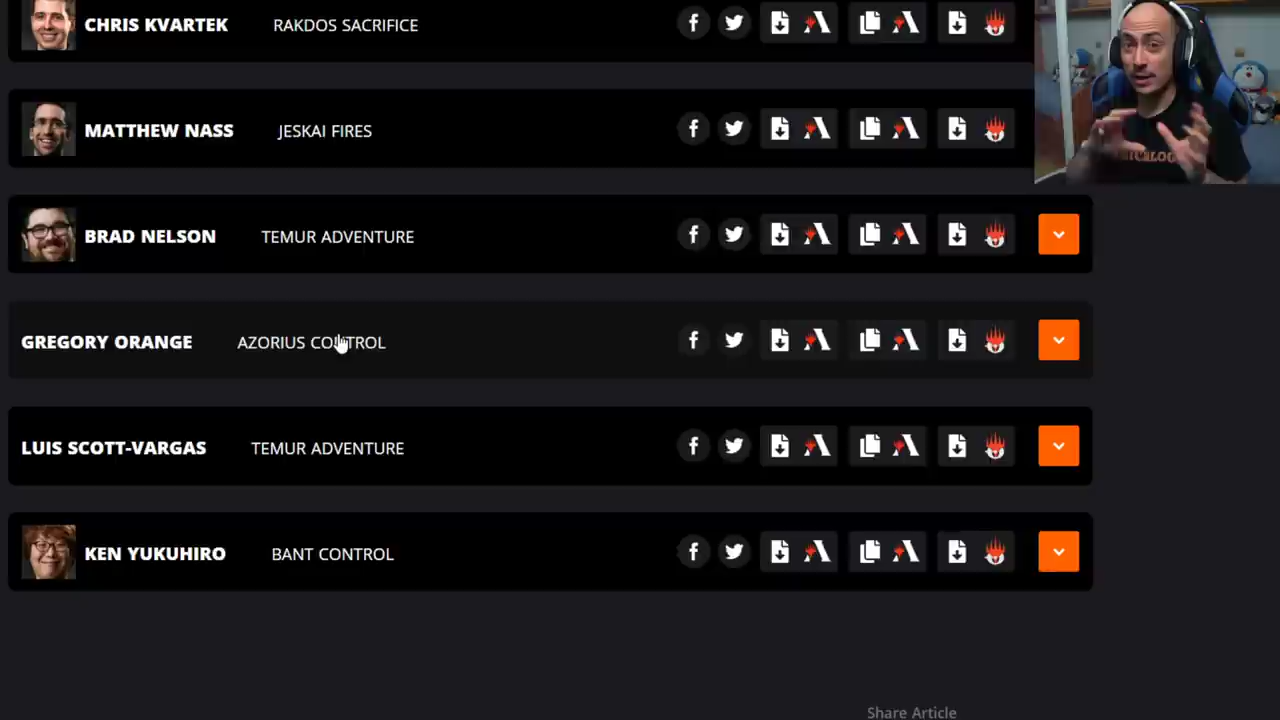 CHRIS KVARTEK RAKDOS SACRIFICE
MATTHEW NASS JESKAI FIRES
BRAD NELSON TEMUR ADVENTURE
GREGORY ORANGE AZORIUS CONTROL
LUIS SCOTT-VARGAS TEMUR ADVENTURE
KEN YUKUHIRO BANT CONTROL
Share Article